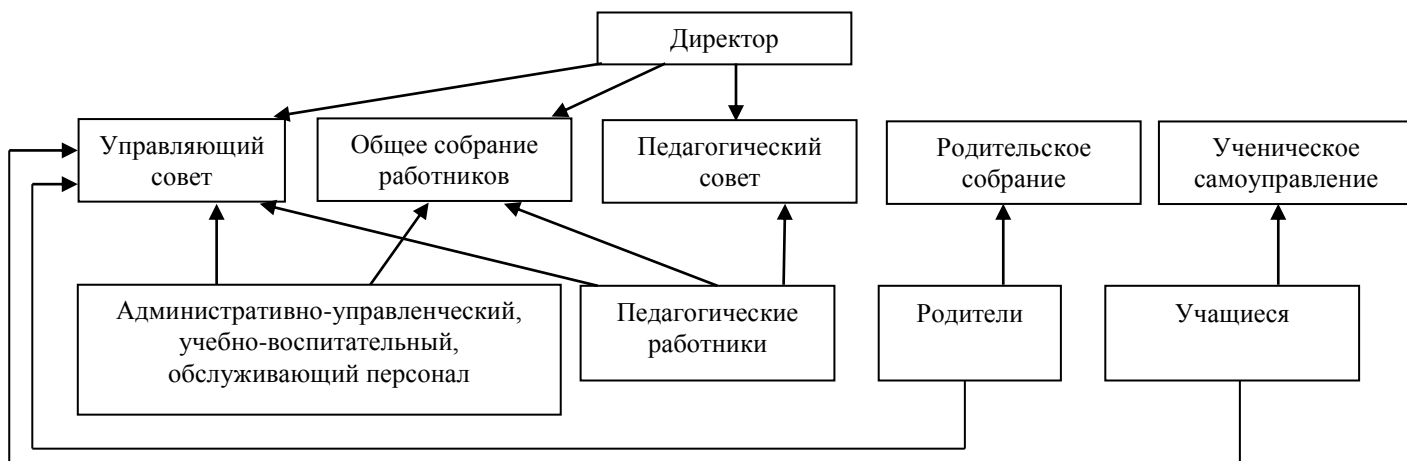 Директор
Управляющий
совет
Общее собрание
работников
Педагогический
совет
Родительское
собрание
Ученическое
самоуправление
Административно-управленческий,
учебно-воспитательный,
обслуживающий персонал
Педагогические
работники
Родители
Учащиеся